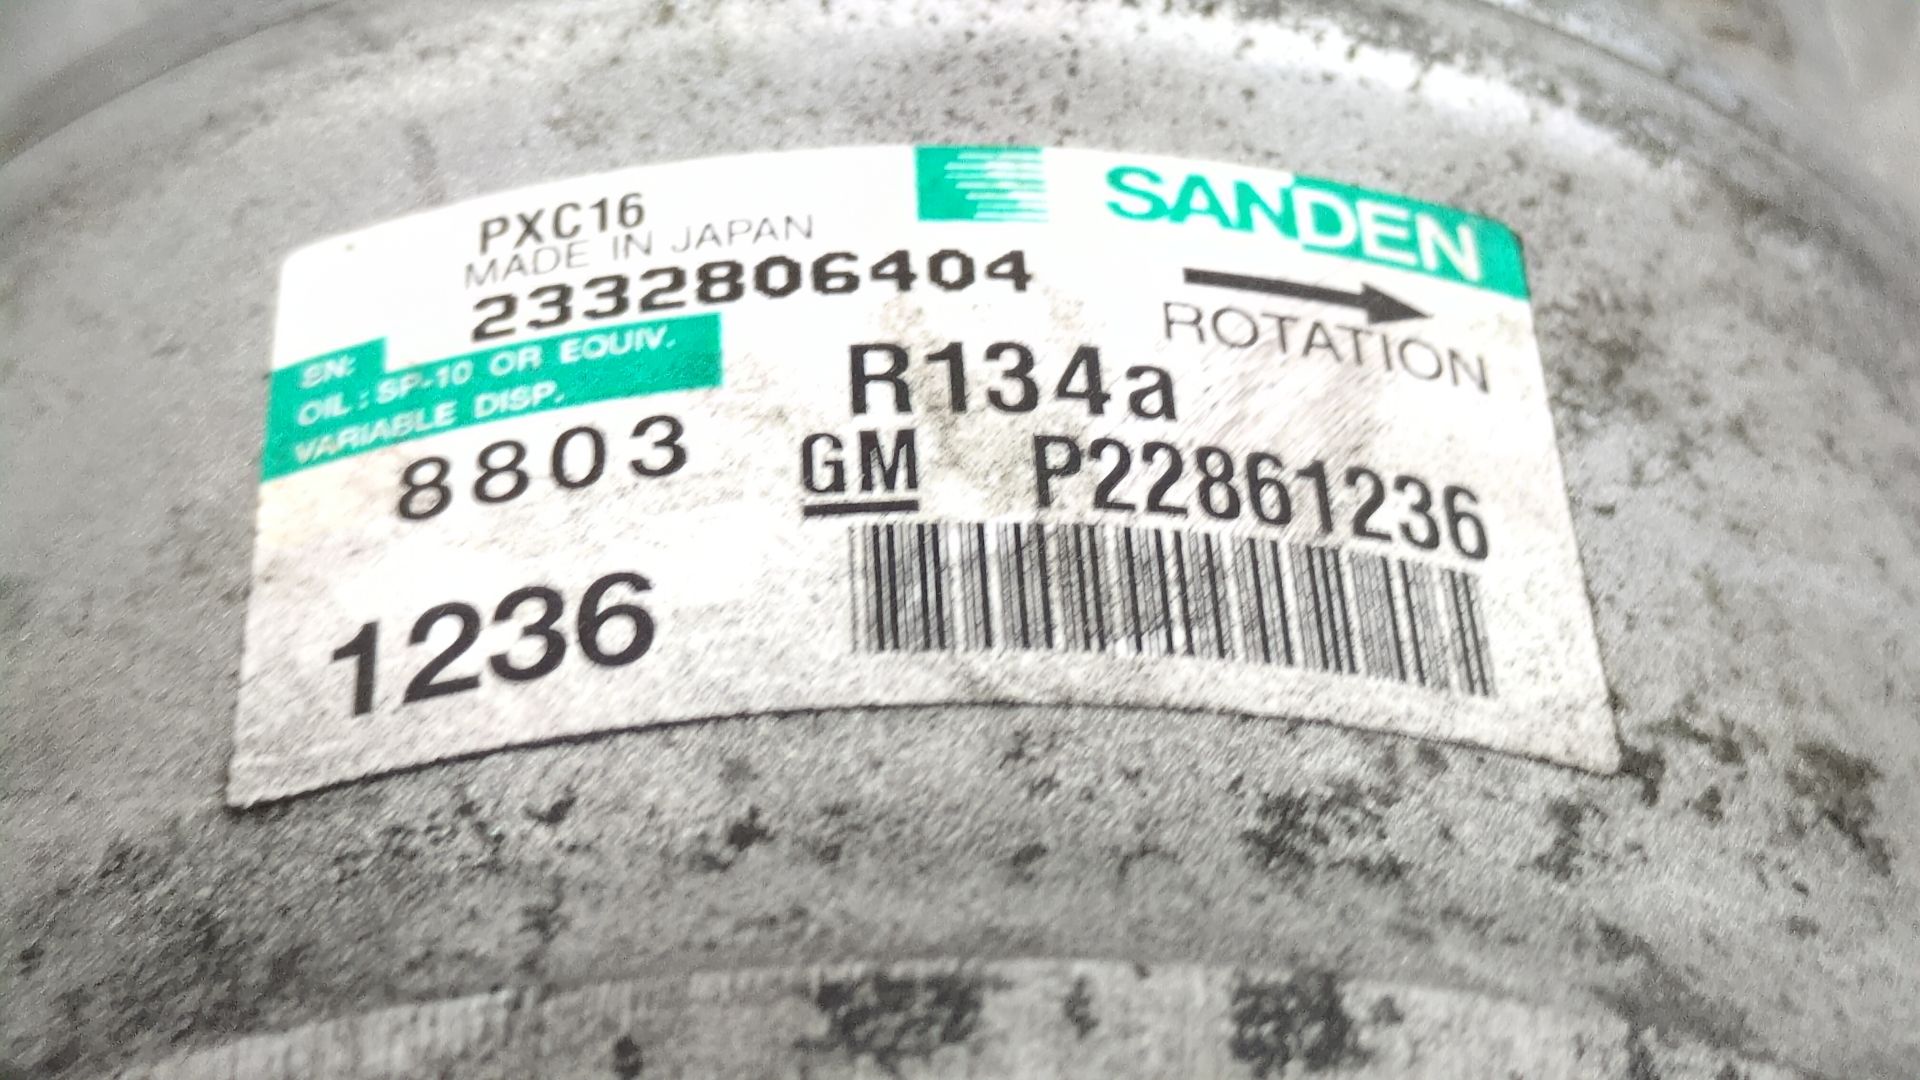 SANDEN
PXC16
MADE IN JAPAN
2332806404
ROTATION
EN:
OIL : SP-10 OR EQUIV.
VARIABLE DISP.
R134a
8803
GM P22861236
1236